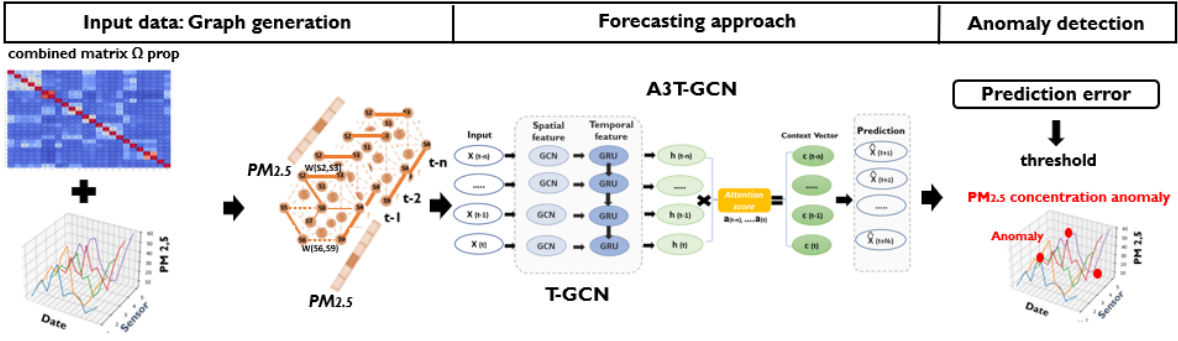 Input data: Graph generation
Forecasting approach
Anomaly detection
combined matrix Ω prop
PM 2,5
Date
Sensor
PM2.5
W(S2,S3)
W(S6,S9)
PM2.5
t-n
t-2
t-1
A3T-GCN
Input
X (t-n)
.....
X (t-1)
X (t)
Spatial
feature
GCN
GCN
GCN
GCN
Temporal
feature
GRU
GRU
GRU
GRU
T-GCN
h (t-n)
.....
h (t-1)
h (t)
Attention
score
a(t-n), ....a(t)
Context Vector
c (t-n)
.....
c (t-1)
c (t)
Prediction
X̂ (t+1)
X̂ (t+2)
.....
Prediction error
threshold
PM2.5 concentration anomaly
Anomaly
PM 2,5
Date
Sensor